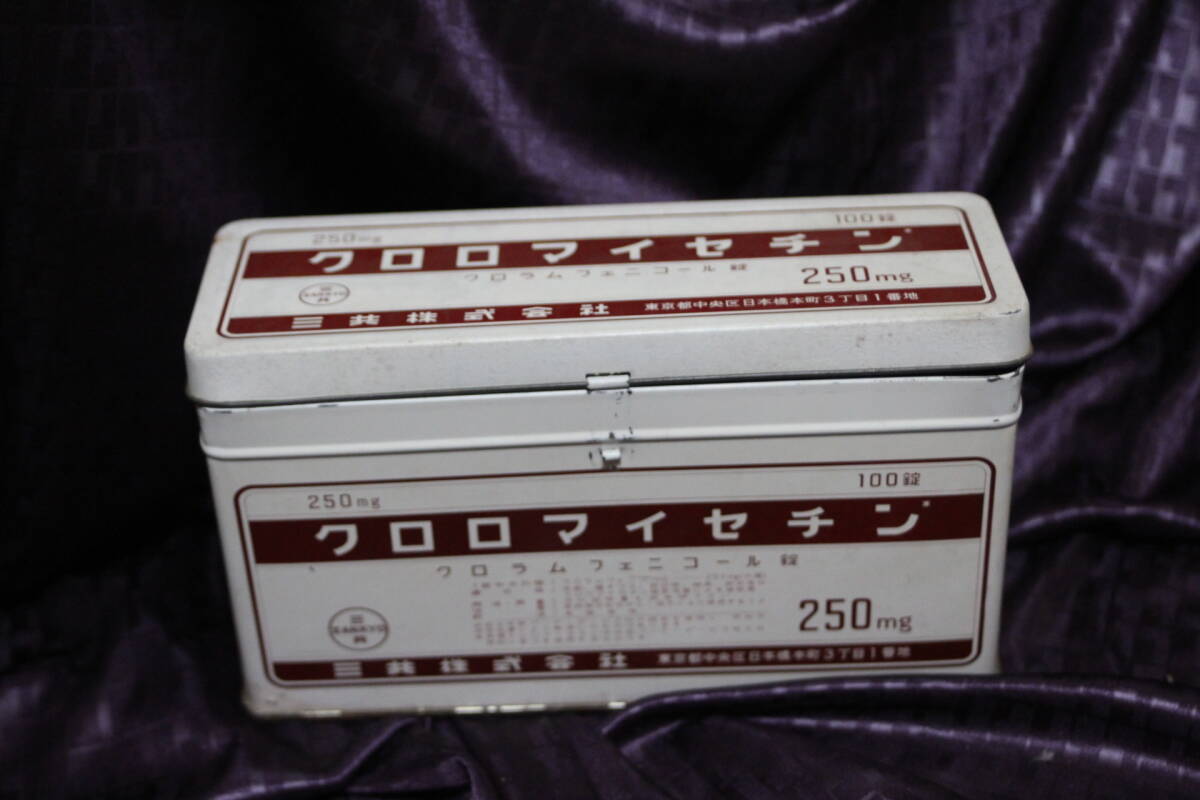 250mg 100錠
クロロマイセチン
クロラムフェニコール錠
250mg
三共
三共株式会社 東京都中央区日本橋本町3丁目1番地
250mg 100錠
クロロマイセチン*
クロラムフェニコール錠
250mg
三
SANKYO
共
三共株式会社 東京都中央区日本橋本町3丁目1番地